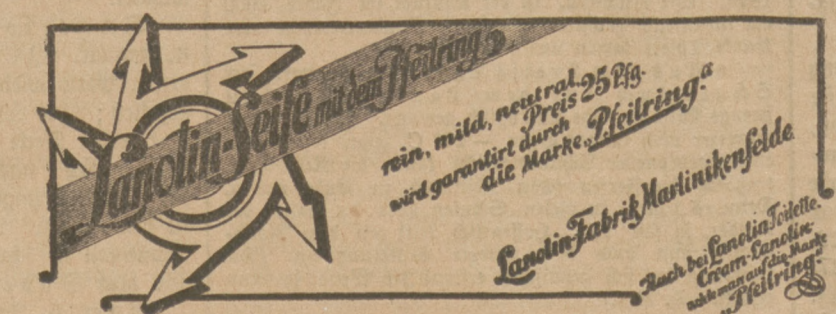 Lanolin-Seife mit dem Pfeilring
rein, mild, neutral.
Preis 25 Pfg.
wird garantirt durch
die Marke „Pfeilring“
Lanolin-Fabrik Martinikenfelde
Auch bei Lanolin Toilette-
Cream-Lanolin
achte man auf die Marke
„Pfeilring“